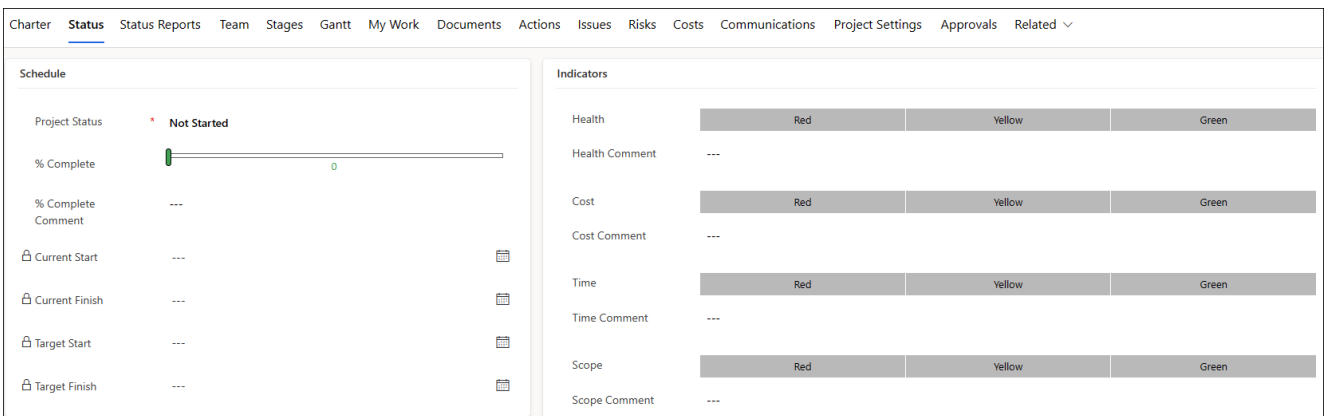 Charter Status Status Reports Team Stages Gantt My Work Documents Actions Issues Risks Costs Communications Project Settings Approvals Related
Schedule
Project Status * Not Started
% Complete
0
% Complete
Comment
---
Current Start ---
Current Finish ---
Target Start ---
Target Finish ---
Indicators
Health Red Yellow Green
Health Comment ---
Cost Red Yellow Green
Cost Comment ---
Time Red Yellow Green
Time Comment ---
Scope Red Yellow Green
Scope Comment ---